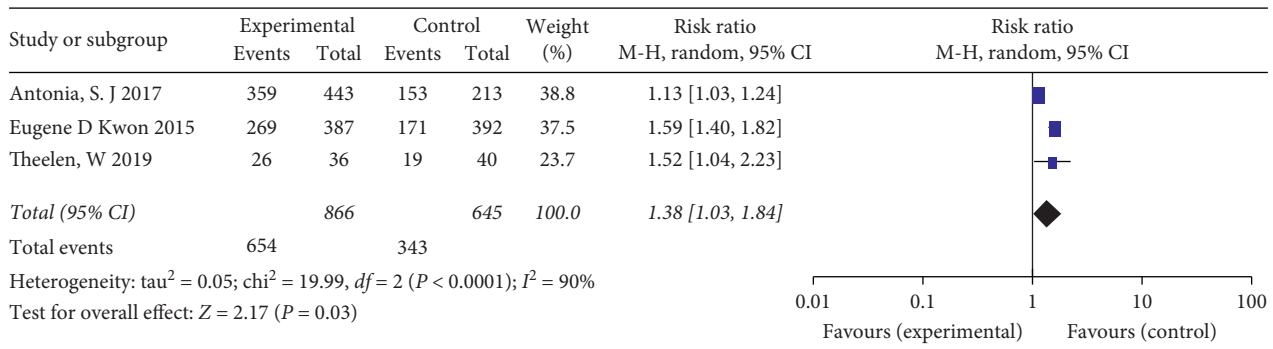 Study or subgroup Experimental Control Weight (%) Risk ratio M-H, random, 95% CI Risk ratio M-H, random, 95% CI
Events Total Events Total
Antonia, S. J 2017 359 443 153 213 38.8 1.13 [1.03, 1.24]
Eugene D Kwon 2015 269 387 171 392 37.5 1.59 [1.40, 1.82]
Theelen, W 2019 26 36 19 40 23.7 1.52 [1.04, 2.23]
Total (95% CI) 866 645 100.0 1.38 [1.03, 1.84]
Total events 654 343
Heterogeneity: tau² = 0.05; chi² = 19.99, df = 2 (P < 0.0001); I² = 90%
Test for overall effect: Z = 2.17 (P = 0.03)
0.01 0.1 1 10 100
Favours (experimental) Favours (control)